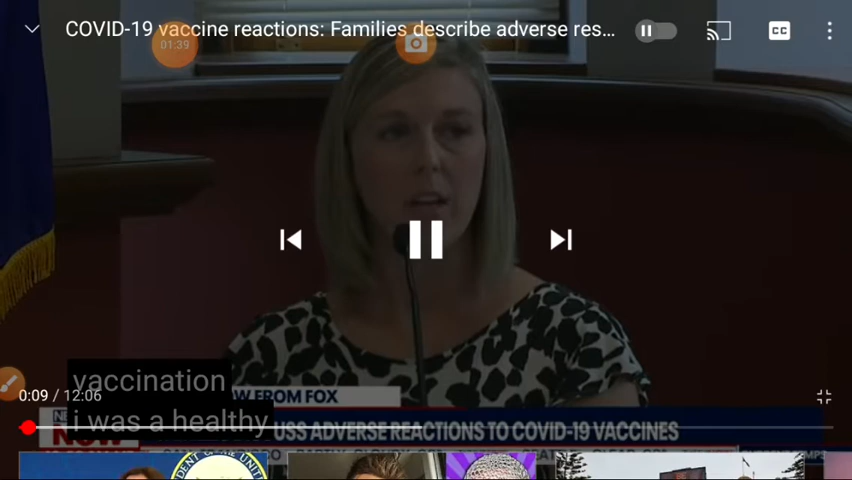 COVID-19 vaccine reactions: Families describe adverse res...
01:39
CC
vaccination
0:09 / 12:06
i was a healthy
W FROM FOX
NOW
USS ADVERSE REACTIONS TO COVID-19 VACCINES